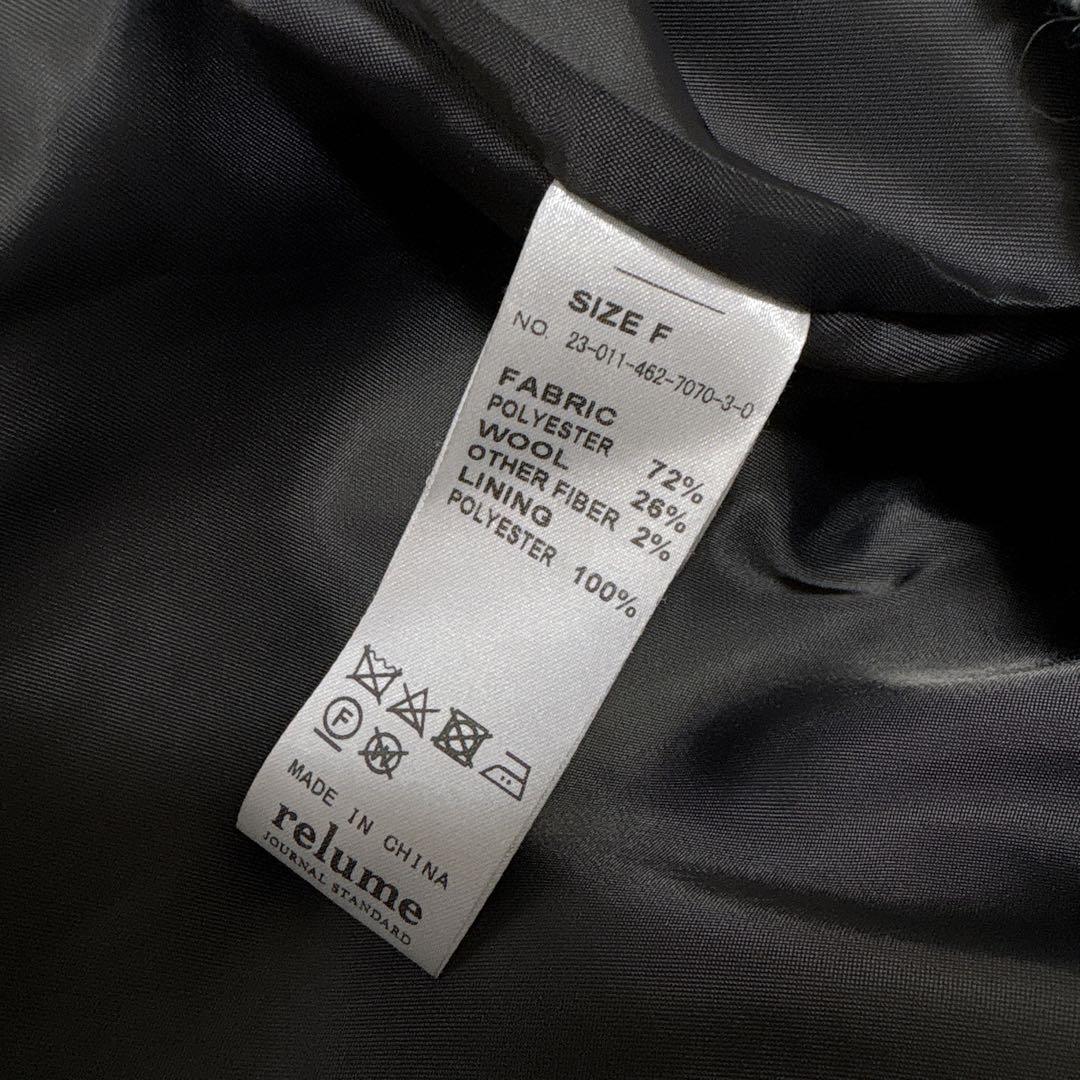 SIZE F
NO. 23-011-462-7070-3-0
FABRIC
POLYESTER 72%
WOOL 26%
OTHER FIBER 2%
LINING
POLYESTER 100%
F W
MADE IN CHINA
relume
JOURNAL STANDARD